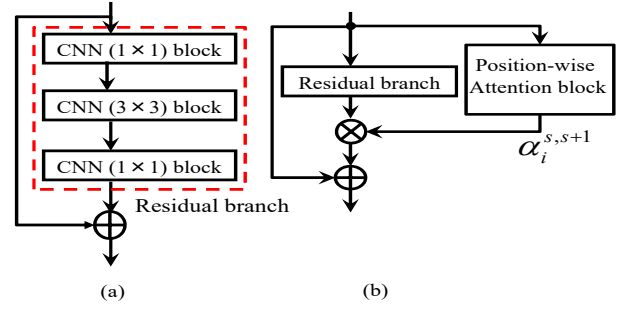 CNN (1 × 1) block
CNN (3 × 3) block
CNN (1 × 1) block
Residual branch
(a)
Residual branch
Position-wise
Attention block
α_i^{s,s+1}
(b)